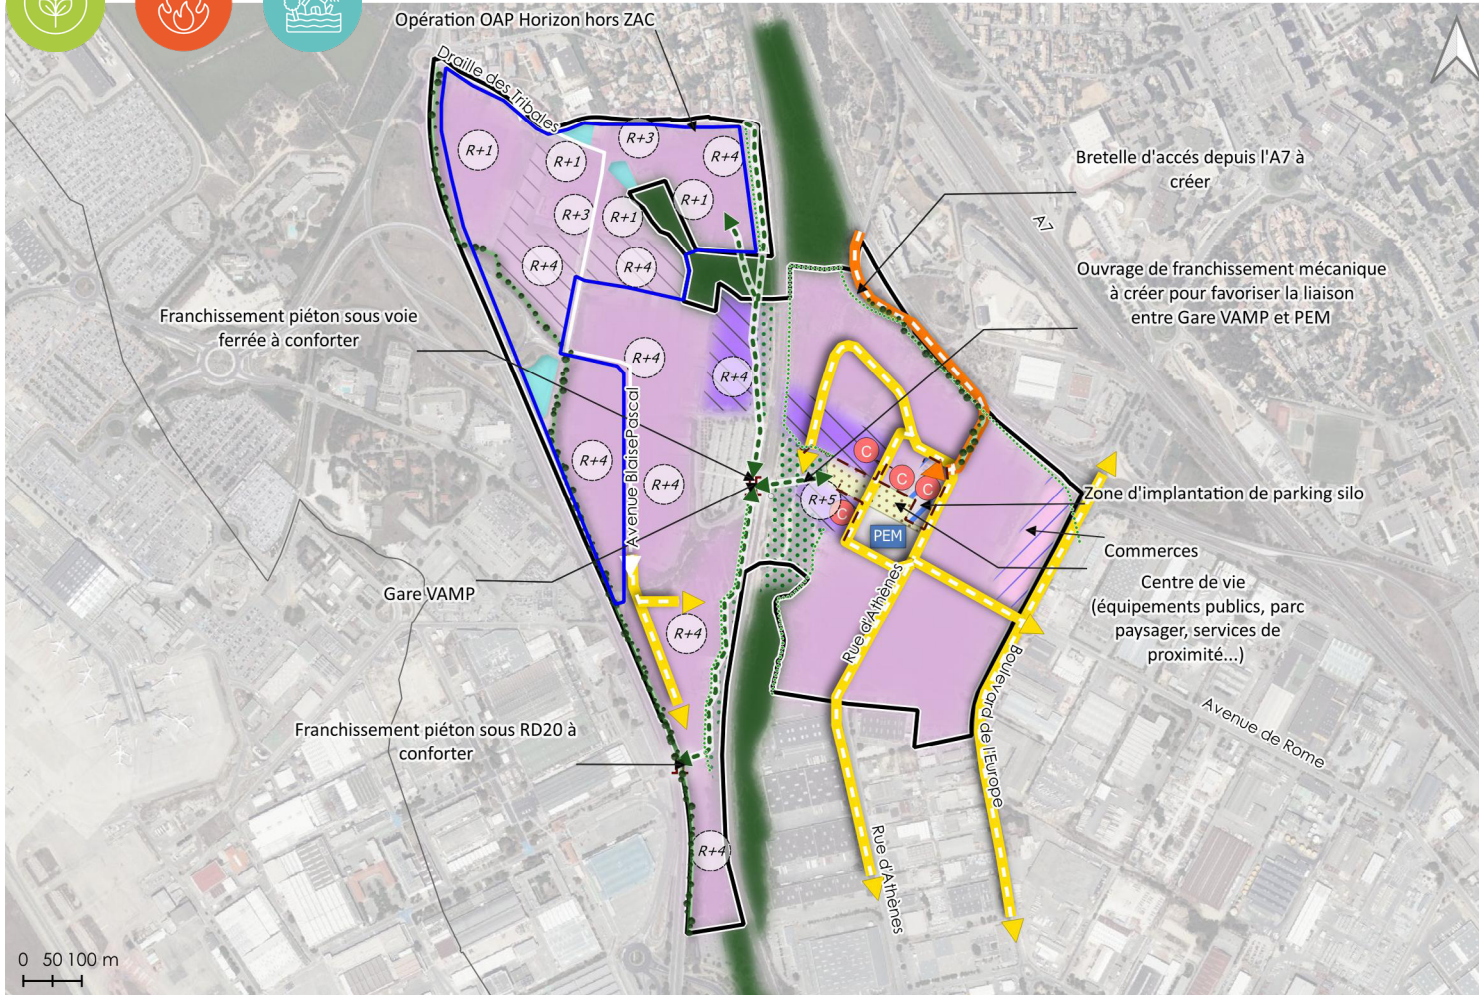 Opération OAP Horizon hors ZAC
Draille des Tribales
R+1
R+1
R+3
R+4
R+3
R+1
R+1
R+4
R+4
Bretelle d'accés depuis l'A7 à
créer
A7
Ouvrage de franchissement mécanique
à créer pour favoriser la liaison
entre Gare VAMP et PEM
Franchissement piéton sous voie
ferrée à conforter
R+4
R+4
Avenue BlaisePascal
R+4
R+4
C
C
C
C
R+5
PEM
Zone d'implantation de parking silo
Commerces
Centre de vie
(équipements publics, parc
paysager, services de
proximité...)
Gare VAMP
R+4
Rue d'Athènes
Boulevard de l'Europe
Avenue de Rome
Franchissement piéton sous RD20 à
conforter
R+4
Rue d'Athènes
0 50 100 m